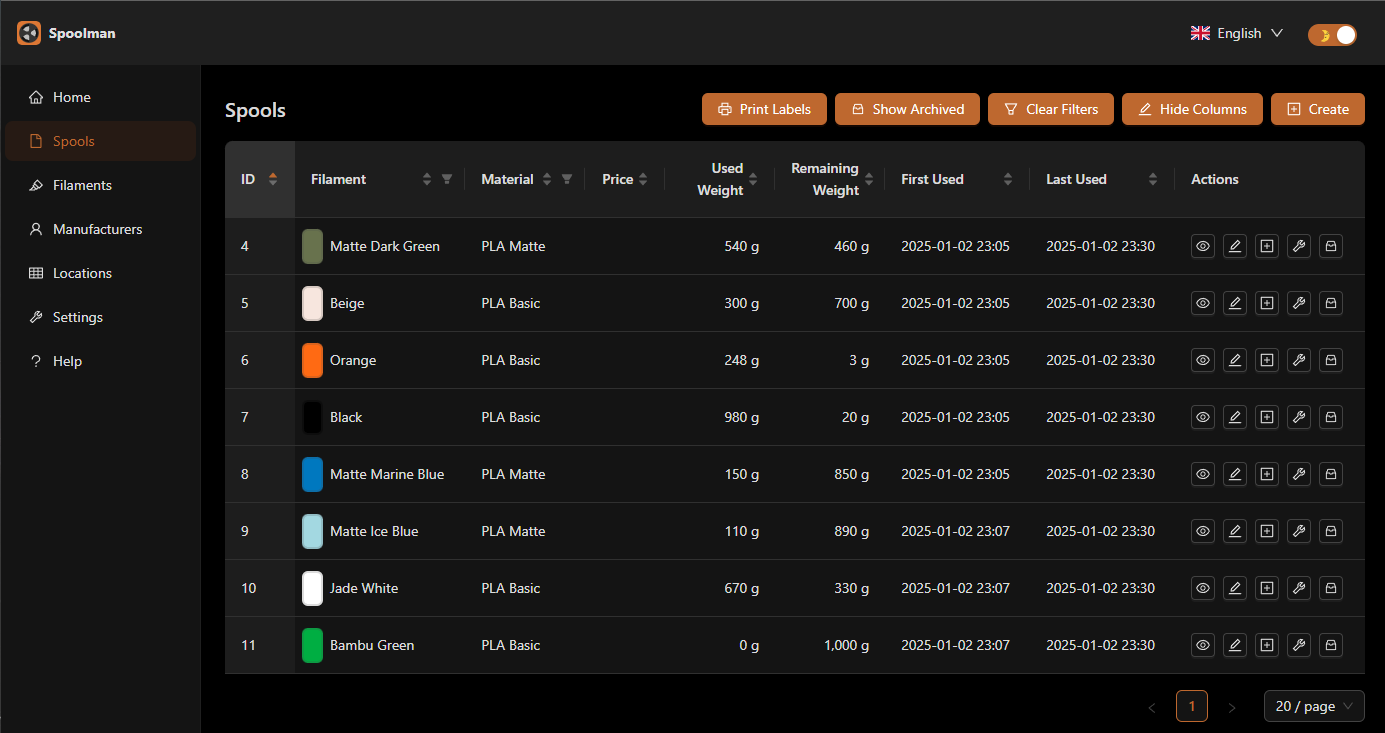 Spoolman
English
Home
Spools
Filaments
Manufacturers
Locations
Settings
Help
Spools
Print Labels
Show Archived
Clear Filters
Hide Columns
Create
ID Filament Material Price Used Weight Remaining Weight First Used Last Used Actions
4 Matte Dark Green PLA Matte 540 g 460 g 2025-01-02 23:05 2025-01-02 23:30
5 Beige PLA Basic 300 g 700 g 2025-01-02 23:05 2025-01-02 23:30
6 Orange PLA Basic 248 g 3 g 2025-01-02 23:05 2025-01-02 23:30
7 Black PLA Basic 980 g 20 g 2025-01-02 23:05 2025-01-02 23:30
8 Matte Marine Blue PLA Matte 150 g 850 g 2025-01-02 23:05 2025-01-02 23:30
9 Matte Ice Blue PLA Matte 110 g 890 g 2025-01-02 23:07 2025-01-02 23:30
10 Jade White PLA Basic 670 g 330 g 2025-01-02 23:07 2025-01-02 23:30
11 Bambu Green PLA Basic 0 g 1,000 g 2025-01-02 23:07 2025-01-02 23:30
1
20 / page